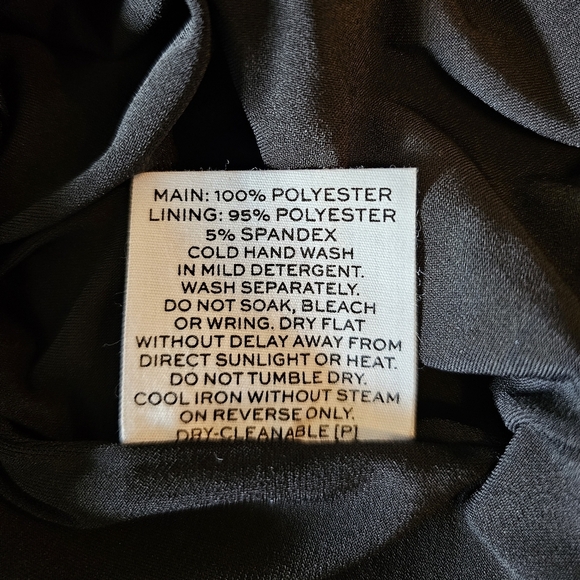 MAIN: 100% POLYESTER
LINING: 95% POLYESTER
5% SPANDEX
COLD HAND WASH
IN MILD DETERGENT.
WASH SEPARATELY.
DO NOT SOAK, BLEACH
OR WRING. DRY FLAT
WITHOUT DELAY AWAY FROM
DIRECT SUNLIGHT OR HEAT.
DO NOT TUMBLE DRY.
COOL IRON WITHOUT STEAM
ON REVERSE ONLY.
DRY-CLEANABLE [P]